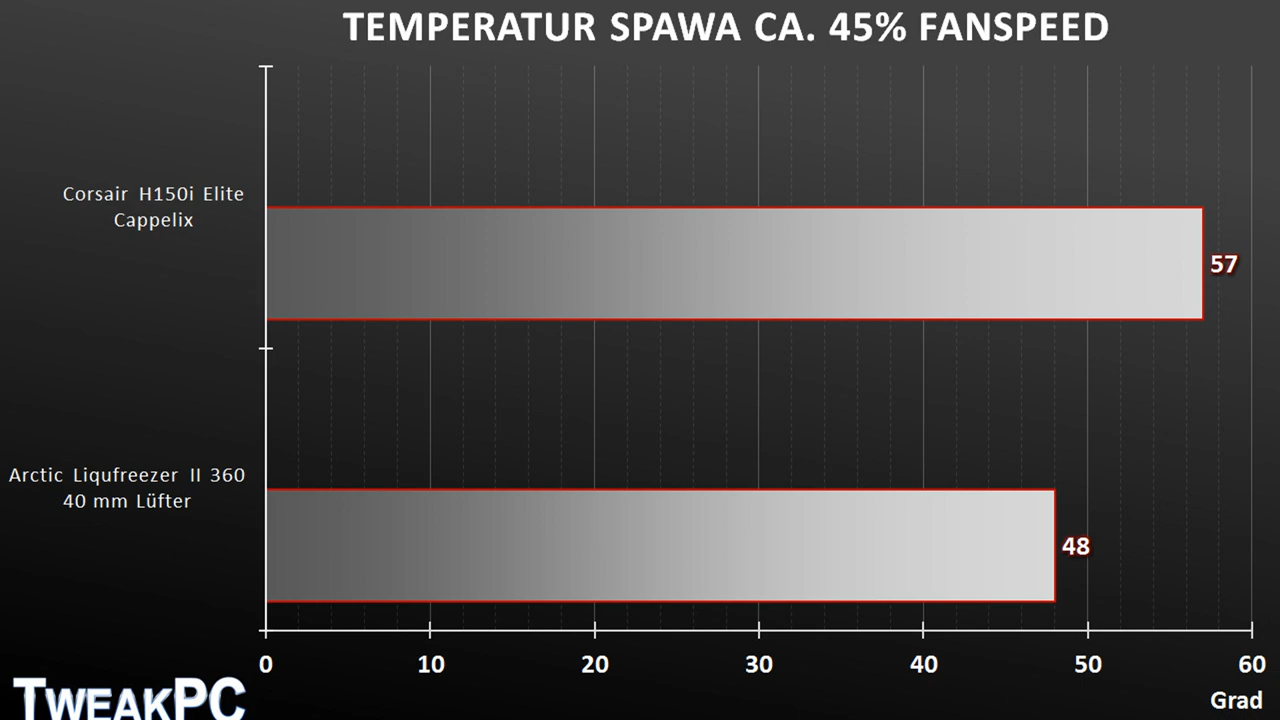 TEMPERATUR SPAWA CA. 45% FANSPEED
Corsair H150i Elite
Cappelix
57
Arctic Liqufreezer II 360
40 mm Lüfter
48
0 10 20 30 40 50 60
Grad
TWEAKPC